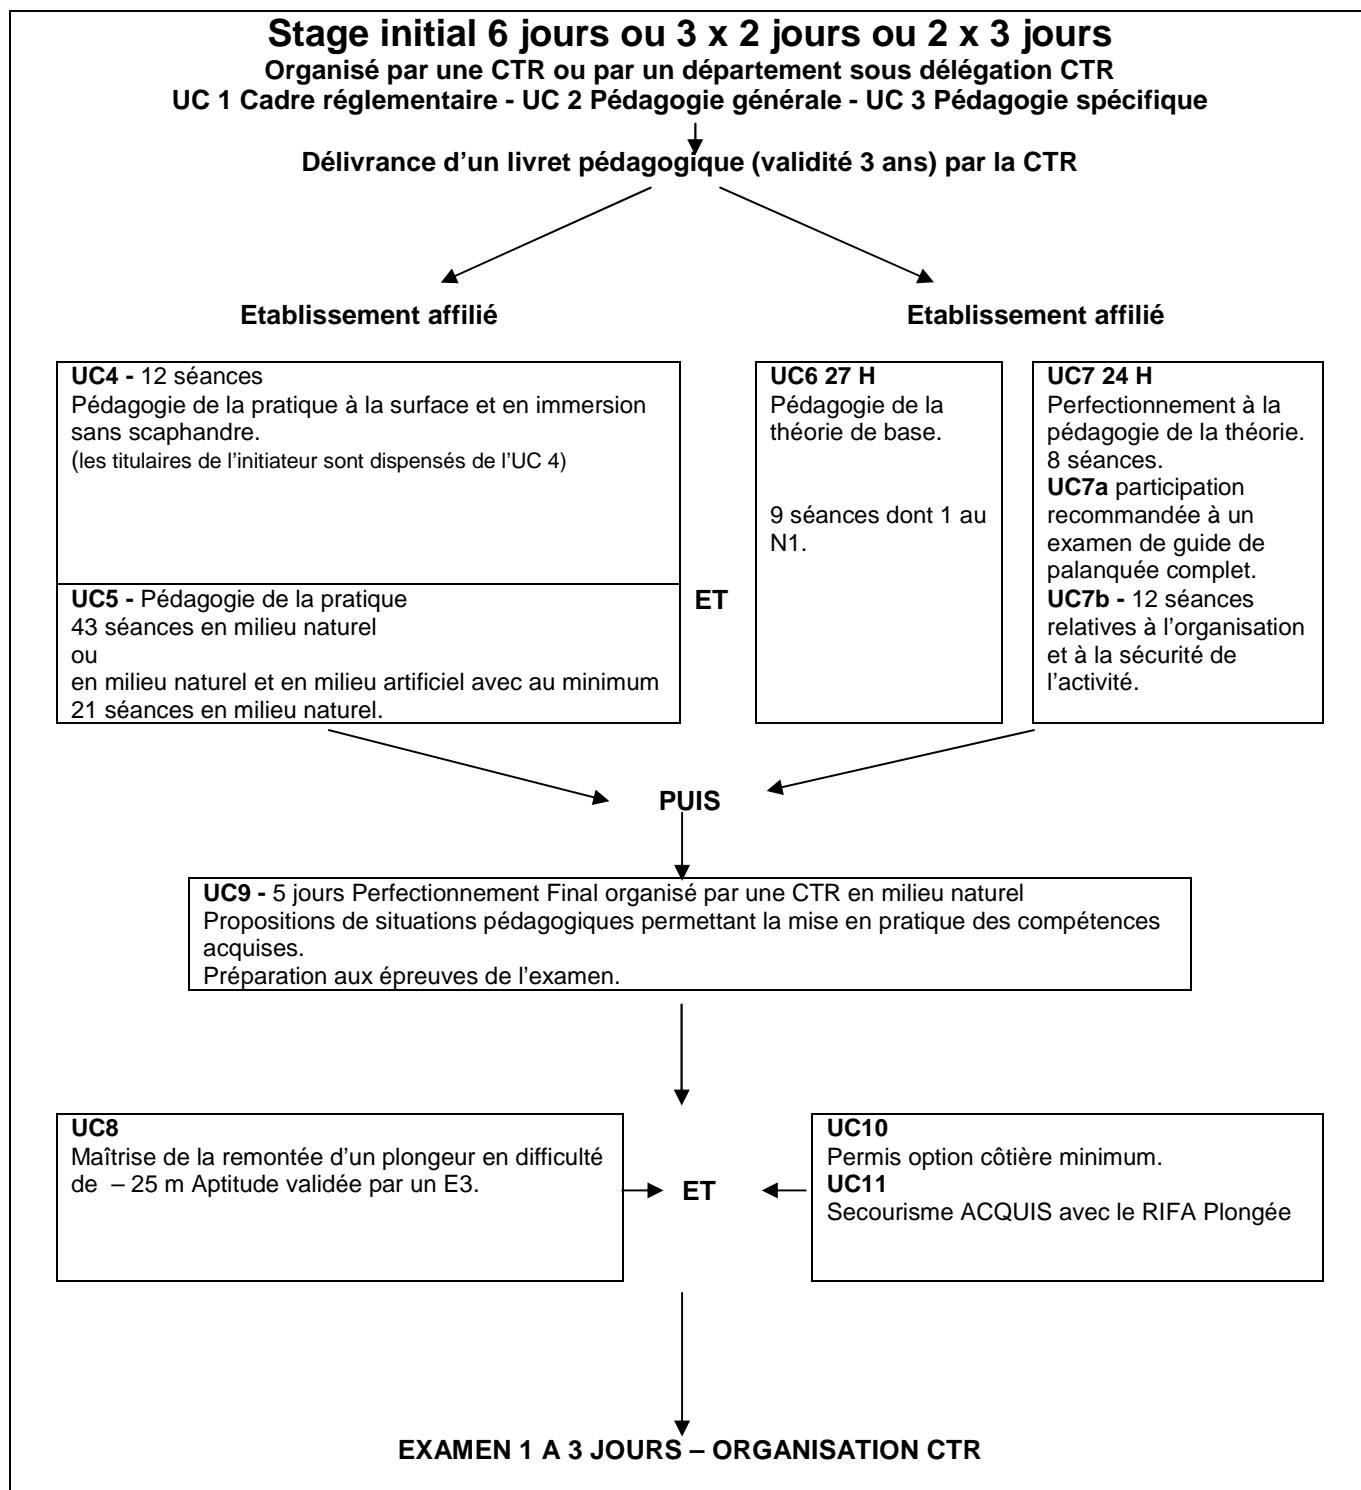 Stage initial 6 jours ou 3 x 2 jours ou 2 x 3 jours
Organisé par une CTR ou par un département sous délégation CTR
UC 1 Cadre réglementaire - UC 2 Pédagogie générale - UC 3 Pédagogie spécifique
Délivrance d’un livret pédagogique (validité 3 ans) par la CTR
Etablissement affilié
Etablissement affilié
UC4 - 12 séances
Pédagogie de la pratique à la surface et en immersion
sans scaphandre.
(les titulaires de l’initiateur sont dispensés de l’UC 4)
UC5 - Pédagogie de la pratique
43 séances en milieu naturel
ou
en milieu naturel et en milieu artificiel avec au minimum
21 séances en milieu naturel.
ET
UC6 27 H
Pédagogie de la
théorie de base.
9 séances dont 1 au
N1.
UC7 24 H
Perfectionnement à la
pédagogie de la théorie.
8 séances.
UC7a participation
recommandée à un
examen de guide de
palanquée complet.
UC7b - 12 séances
relatives à l’organisation
et à la sécurité de
l’activité.
PUIS
UC9 - 5 jours Perfectionnement Final organisé par une CTR en milieu naturel
Propositions de situations pédagogiques permettant la mise en pratique des compétences
acquises.
Préparation aux épreuves de l’examen.
UC8
Maîtrise de la remontée d’un plongeur en difficulté
de – 25 m Aptitude validée par un E3.
ET
UC10
Permis option côtière minimum.
UC11
Secourisme ACQUIS avec le RIFA Plongée
EXAMEN 1 A 3 JOURS – ORGANISATION CTR